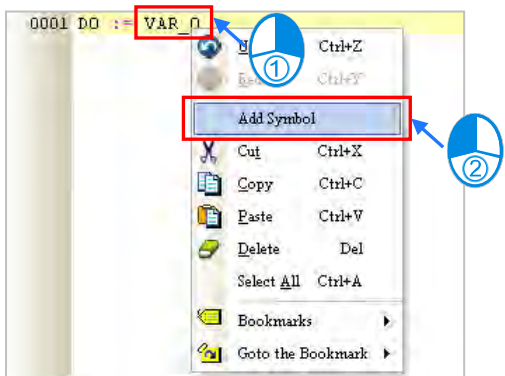 0001 DO := VAR_0
Ctrl+Z
①
Ctrl+Y
Add Symbol
②
Cut Ctrl+X
Copy Ctrl+C
Paste Ctrl+V
Delete Del
Select All Ctrl+A
Bookmarks
Goto the Bookmark